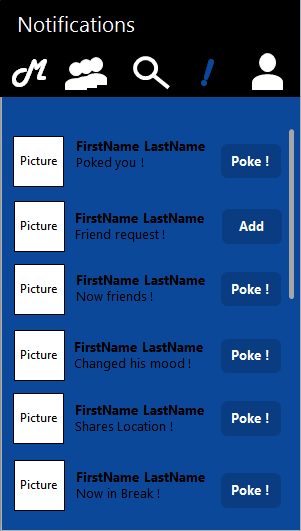 Notifications
M
!
Picture
FirstName LastName
Poked you !
Poke !
Picture
FirstName LastName
Friend request !
Add
Picture
FirstName LastName
Now friends !
Poke !
Picture
FirstName LastName
Changed his mood !
Poke !
Picture
FirstName LastName
Shares Location !
Poke !
Picture
FirstName LastName
Now in Break !
Poke !